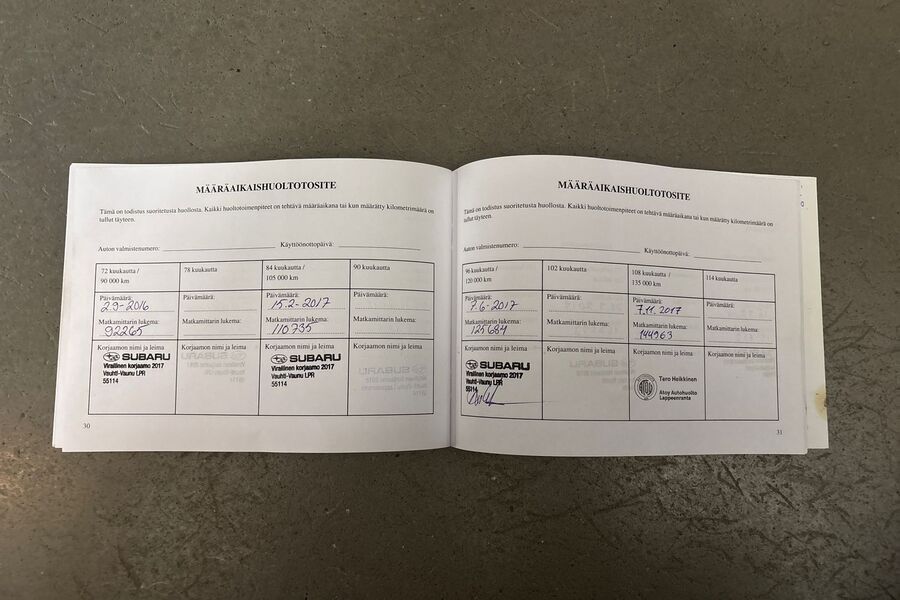 MÄÄRÄAIKAISHUOLTOTOSITE
Tämä on todistus suoritetusta huollosta. Kaikki huoltotoimenpiteet on tehtävä määräaikana tai kun määrätty kilometrimäärä on
tullut täyteen.
Auton valmistenumero: Käyttöönottopäivä:
72 kuukautta / 78 kuukautta 84 kuukautta / 90 kuukautta
90 000 km 105 000 km
Päivämäärä: Päivämäärä: Päivämäärä: Päivämäärä:
2.9-2016 15.2-2017
Matkamittarin lukema: Matkamittarin lukema: Matkamittarin lukema: Matkamittarin lukema:
92265 110735
Korjaamon nimi ja leima Korjaamon nimi ja leima Korjaamon nimi ja leima Korjaamon nimi ja leima
SUBARU SUBARU
Virallinen korjaamo 2017 Virallinen korjaamo 2017
Vauhti-Vaunu LPR Vauhti-Vaunu LPR
55114 55114
30
MÄÄRÄAIKAISHUOLTOTOSITE
Tämä on todistus suoritetusta huollosta. Kaikki huoltotoimenpiteet on tehtävä määräaikana tai kun määrätty kilometrimäärä on
tullut täyteen.
Auton valmistenumero: Käyttöönottopäivä:
96 kuukautta / 102 kuukautta 108 kuukautta / 114 kuukautta
120 000 km 135 000 km
Päivämäärä: Päivämäärä: Päivämäärä: Päivämäärä:
7.6-2017 7.11.2017
Matkamittarin lukema: Matkamittarin lukema: Matkamittarin lukema: Matkamittarin lukema:
125684 144963
Korjaamon nimi ja leima Korjaamon nimi ja leima Korjaamon nimi ja leima Korjaamon nimi ja leima
SUBARU
Virallinen korjaamo 2017 Tero Heikkinen
Vauhti-Vaunu LPR Atoy Autohuolto
55114 Lappeenranta
31